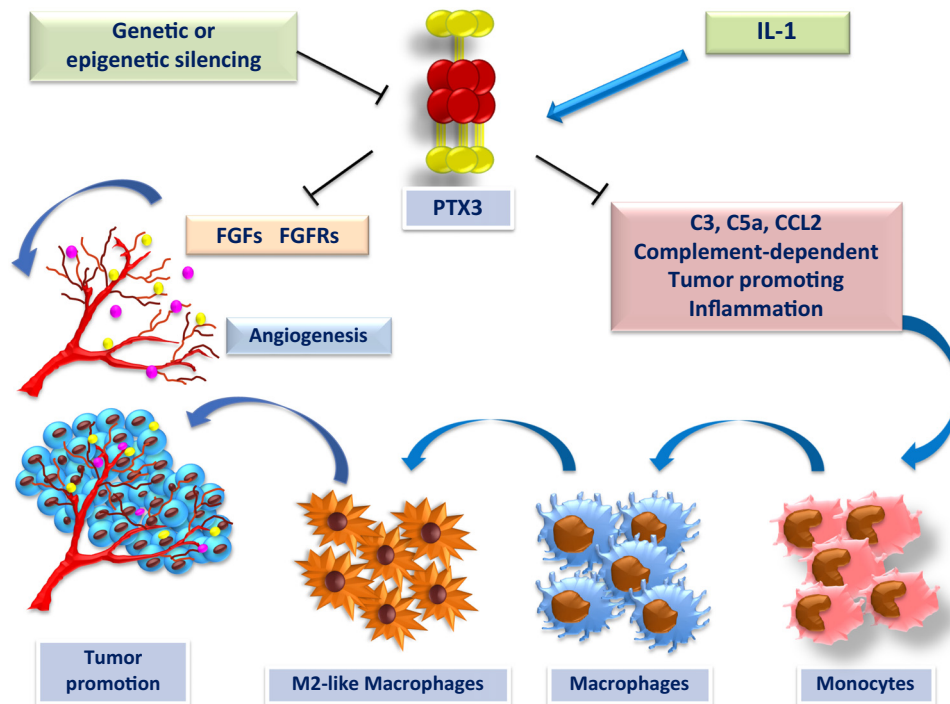 Genetic or
epigenetic silencing
IL-1
PTX3
FGFs FGFRs
C3, C5a, CCL2
Complement-dependent
Tumor promoting
Inflammation
Angiogenesis
Tumor
promotion
M2-like Macrophages
Macrophages
Monocytes